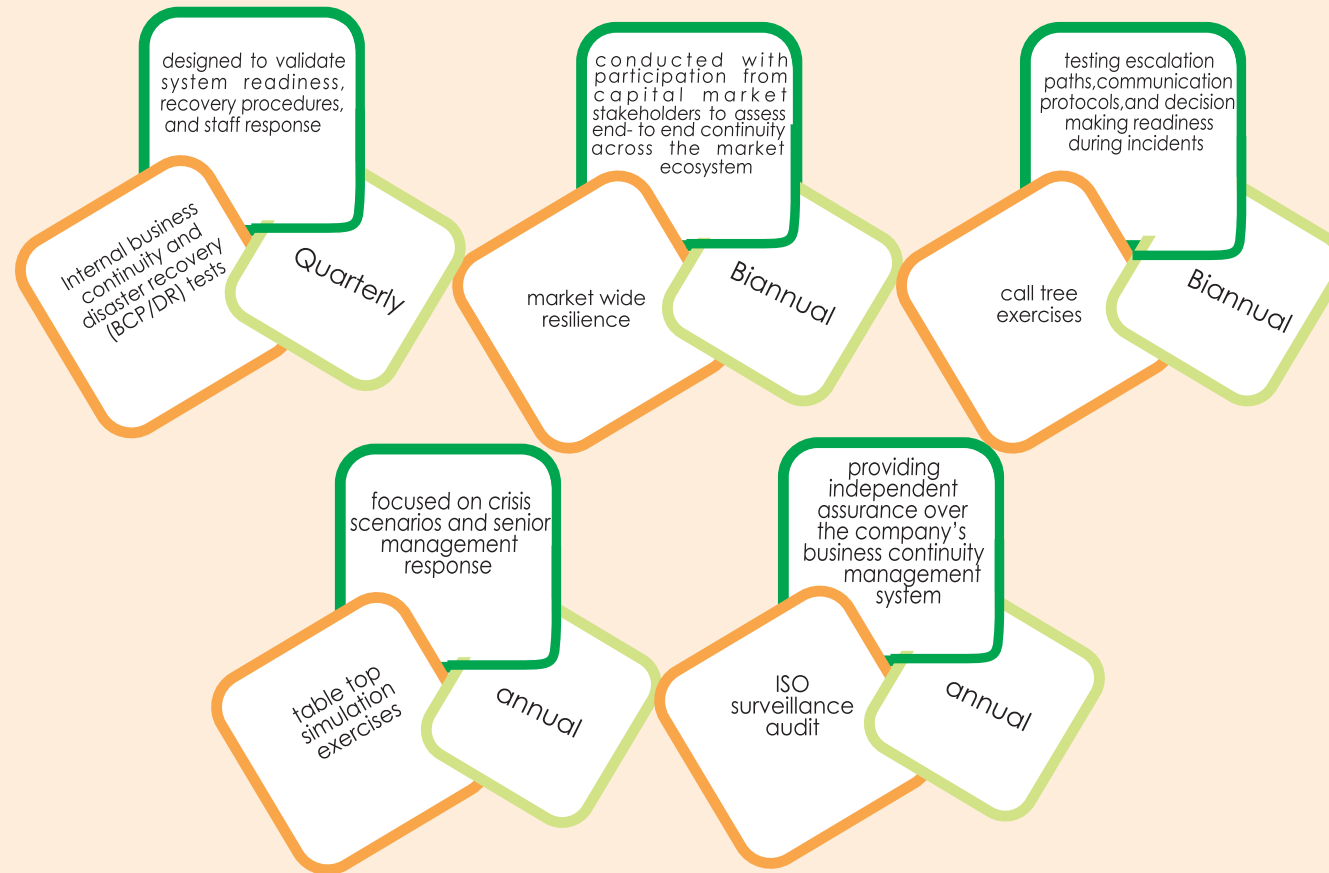 designed to validate
system readiness,
recovery procedures,
and staff response
Internal business
continuity and
disaster recovery
(BCP/DR) tests
Quarterly
conducted with
participation from
capital market
stakeholders to assess
end- to end continuity
across the market
ecosystem
market wide
resilience
Biannual
testing escalation
paths,communication
protocols,and decision
making readiness
during incidents
call tree
exercises
Biannual
focused on crisis
scenarios and senior
management
response
table top
simulation
exercises
annual
providing
independent
assurance over
the company's
business continuity
management
system
ISO
surveillance
audit
annual